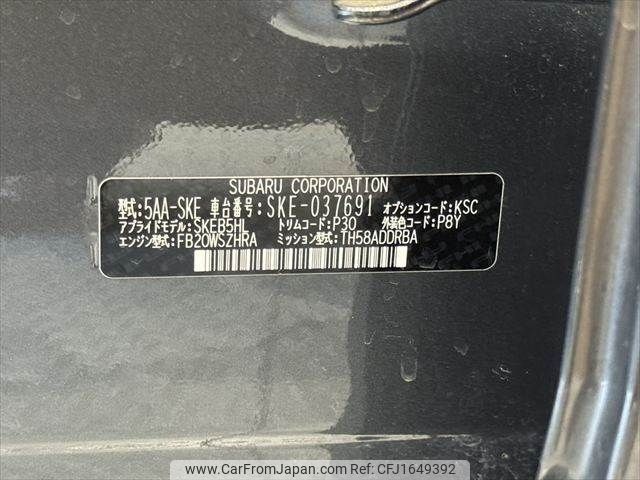 SUBARU CORPORATION
型式:5AA-SKE 車台番号:SKE-037691 オプションコード:KSC
アプライドモデル:SKEB5HL トリムコード:P30 外装色コード:P8Y
エンジン型式:FB20WSZHRA ミッション型式:TH58ADDRBA
CAR FROM JAPAN - www.carfromjapan.com - CFJ1649392